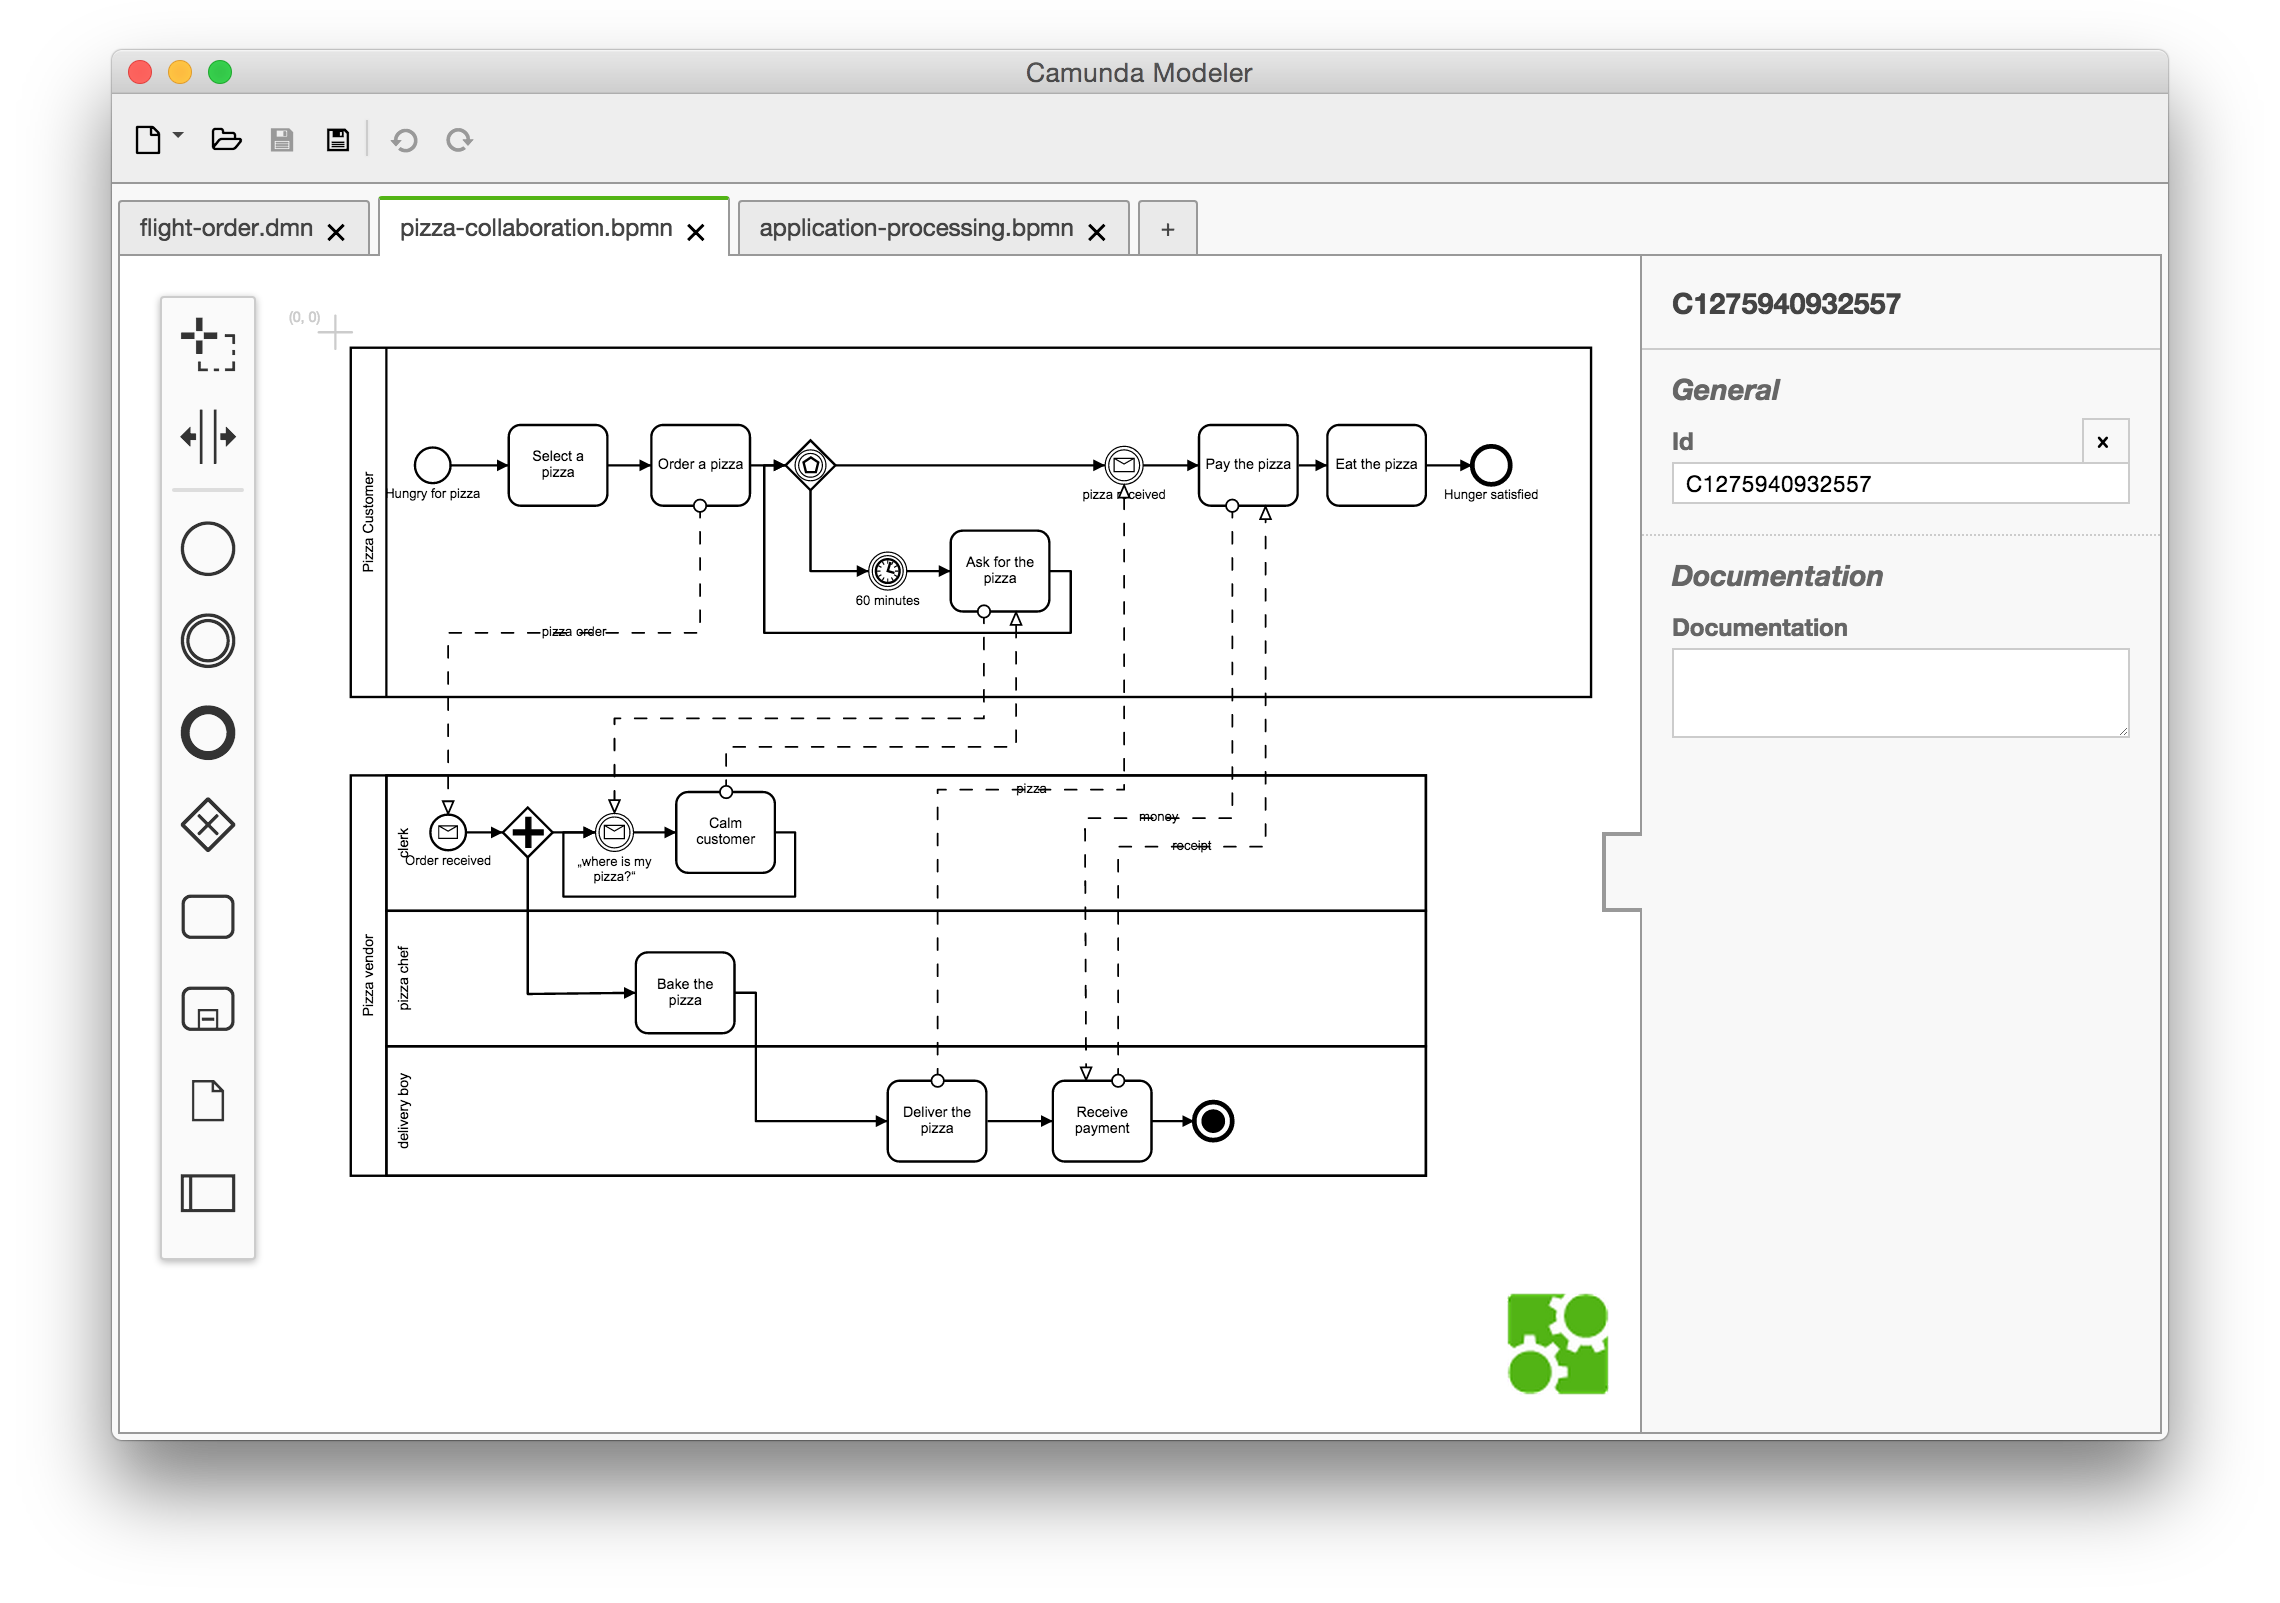 Camunda Modeler
flight-order.dmn
pizza-collaboration.bpmn
application-processing.bpmn
+
(0, 0)
Pizza Customer
Hungry for pizza
Select a
pizza
Order a pizza
pizza received
Pay the pizza
Eat the pizza
Hunger satisfied
60 minutes
Ask for the
pizza
pizza order
Pizza vendor
clerk
Order received
„where is my
pizza?“
Calm
customer
pizza
money
receipt
pizza chef
Bake the
pizza
delivery boy
Deliver the
pizza
Receive
payment
C1275940932557
General
Id
C1275940932557
Documentation
Documentation